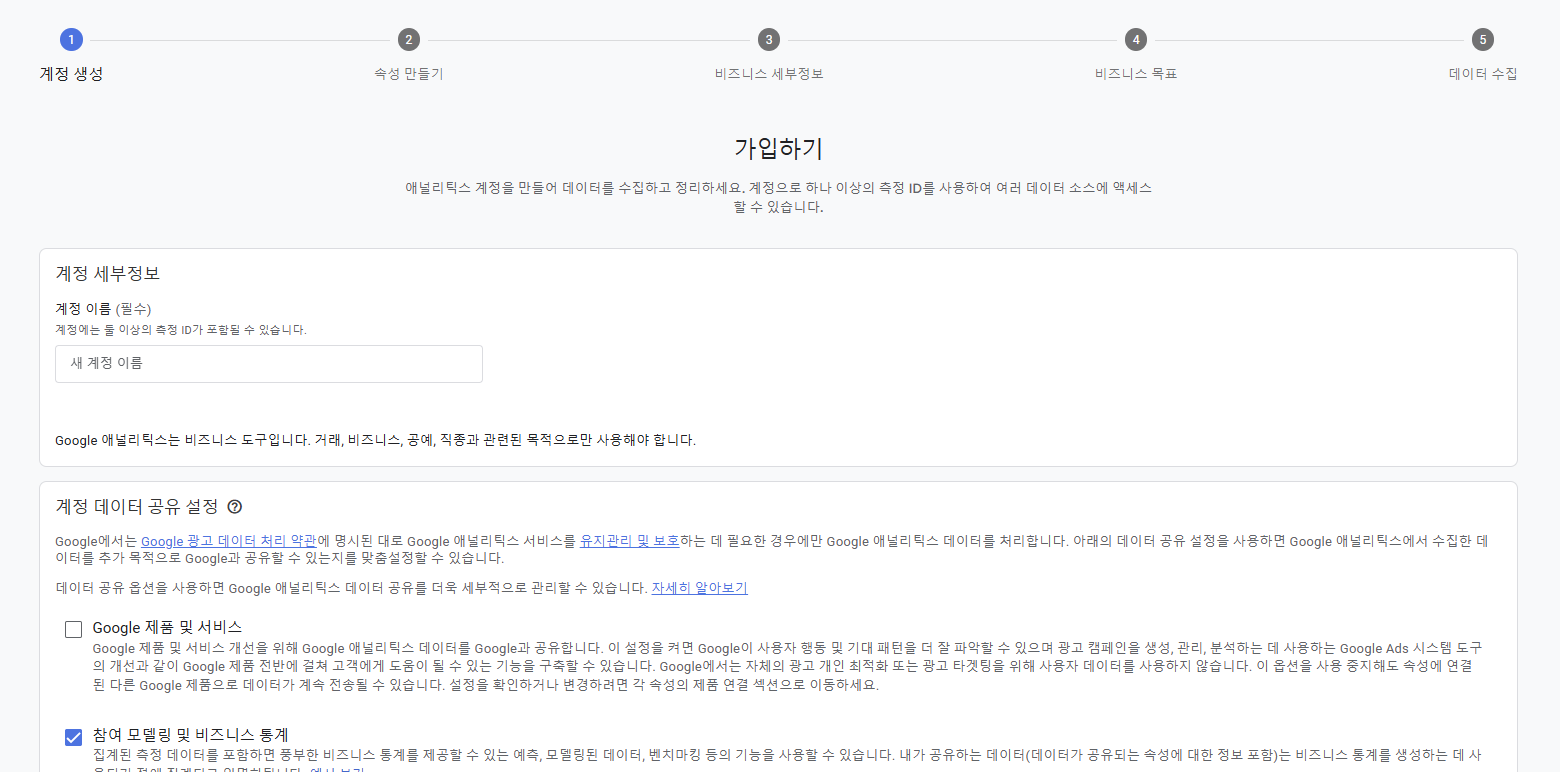 1
2
3
4
5
계정 생성
속성 만들기
비즈니스 세부정보
비즈니스 목표
데이터 수집
가입하기
애널리틱스 계정을 만들어 데이터를 수집하고 정리하세요. 계정으로 하나 이상의 측정 ID를 사용하여 여러 데이터 소스에 액세스
할 수 있습니다.
계정 세부정보
계정 이름 (필수)
계정에는 둘 이상의 측정 ID가 포함될 수 있습니다.
새 계정 이름
Google 애널리틱스는 비즈니스 도구입니다. 거래, 비즈니스, 공예, 직종과 관련된 목적으로만 사용해야 합니다.
계정 데이터 공유 설정 ?
Google에서는 Google 광고 데이터 처리 약관에 명시된 대로 Google 애널리틱스 서비스를 유지관리 및 보호하는 데 필요한 경우에만 Google 애널리틱스 데이터를 처리합니다. 아래의 데이터 공유 설정을 사용하면 Google 애널리틱스에서 수집한 데
이터를 추가 목적으로 Google과 공유할 수 있는지를 맞춤설정할 수 있습니다.
데이터 공유 옵션을 사용하면 Google 애널리틱스 데이터 공유를 더욱 세부적으로 관리할 수 있습니다. 자세히 알아보기
Google 제품 및 서비스
Google 제품 및 서비스 개선을 위해 Google 애널리틱스 데이터를 Google과 공유합니다. 이 설정을 켜면 Google이 사용자 행동 및 기대 패턴을 더 잘 파악할 수 있으며 광고 캠페인을 생성, 관리, 분석하는 데 사용하는 Google Ads 시스템 도구
의 개선과 같이 Google 제품 전반에 걸쳐 고객에게 도움이 될 수 있는 기능을 구축할 수 있습니다. Google에서는 자체의 광고 개인 최적화 또는 광고 타겟팅을 위해 사용자 데이터를 사용하지 않습니다. 이 옵션을 사용 중지해도 속성에 연결
된 다른 Google 제품으로 데이터가 계속 전송될 수 있습니다. 설정을 확인하거나 변경하려면 각 속성의 제품 연결 섹션으로 이동하세요.
참여 모델링 및 비즈니스 통계
집계된 측정 데이터를 포함하면 풍부한 비즈니스 통계를 제공할 수 있는 예측, 모델링된 데이터, 벤치마킹 등의 기능을 사용할 수 있습니다. 내가 공유하는 데이터(데이터가 공유되는 속성에 대한 정보 포함)는 비즈니스 통계를 생성하는 데 사